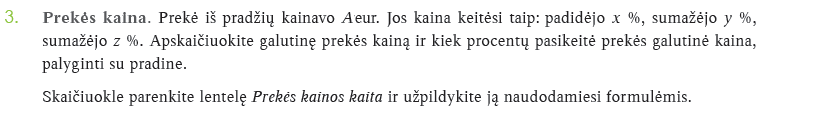 3. Prekės kaina. Prekė iš pradžių kainavo A eur. Jos kaina keitėsi taip: padidėjo x %, sumažėjo y %,
sumažėjo z %. Apskaičiuokite galutinę prekės kainą ir kiek procentų pasikeitė prekės galutinė kaina,
palyginti su pradine.
Skaičiuokle parenkite lentelę Prekės kainos kaita ir užpildykite ją naudodamiesi formulėmis.